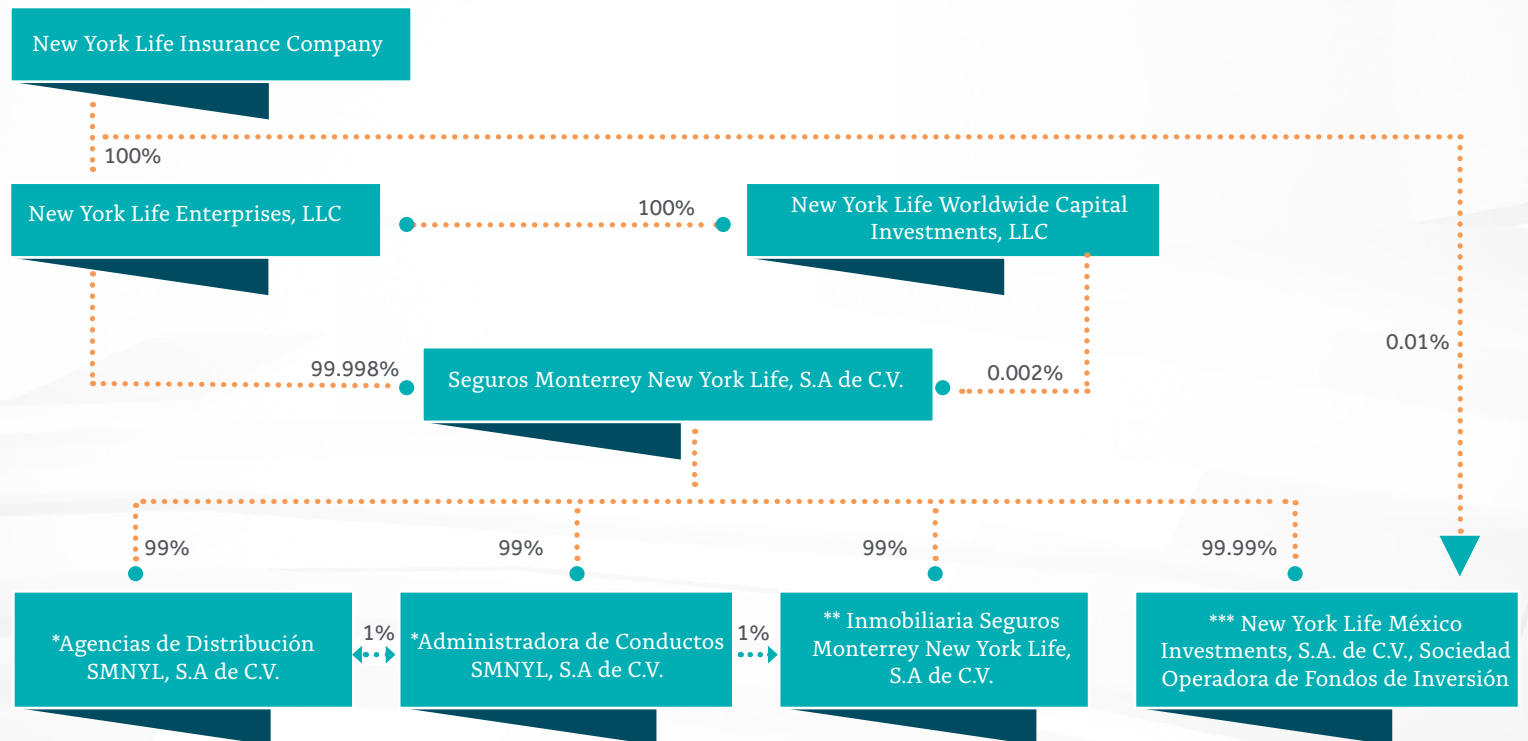 New York Life Insurance Company
100%
New York Life Enterprises, LLC
100%
New York Life Worldwide Capital
Investments, LLC
0.01%
99.998%
Seguros Monterrey New York Life, S.A de C.V.
0.002%
99%
99%
99%
99.99%
*Agencias de Distribución
SMNYL, S.A de C.V.
1%
*Administradora de Conductos
SMNYL, S.A de C.V.
1%
** Inmobiliaria Seguros
Monterrey New York Life,
S.A de C.V.
*** New York Life México
Investments, S.A. de C.V., Sociedad
Operadora de Fondos de Inversión